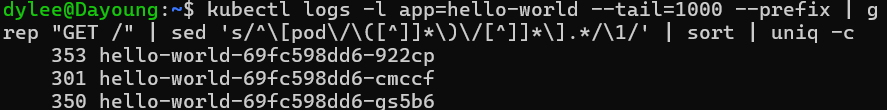 dylee@Dayoung:~$ kubectl logs -l app=hello-world --tail=1000 --prefix | g
rep "GET /" | sed 's/^\[pod\/\([^]]*\)\/[^]]*\].*/\1/' | sort | uniq -c
    353 hello-world-69fc598dd6-922cp
    301 hello-world-69fc598dd6-cmccf
    350 hello-world-69fc598dd6-gs5b6